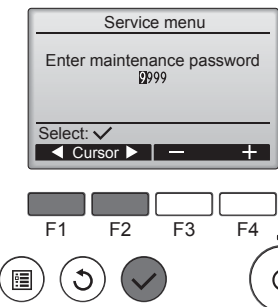 Service menu
Enter maintenance password
9999
Select: ✓
◀ Cursor ▶ − +
F1 F2 F3 F4